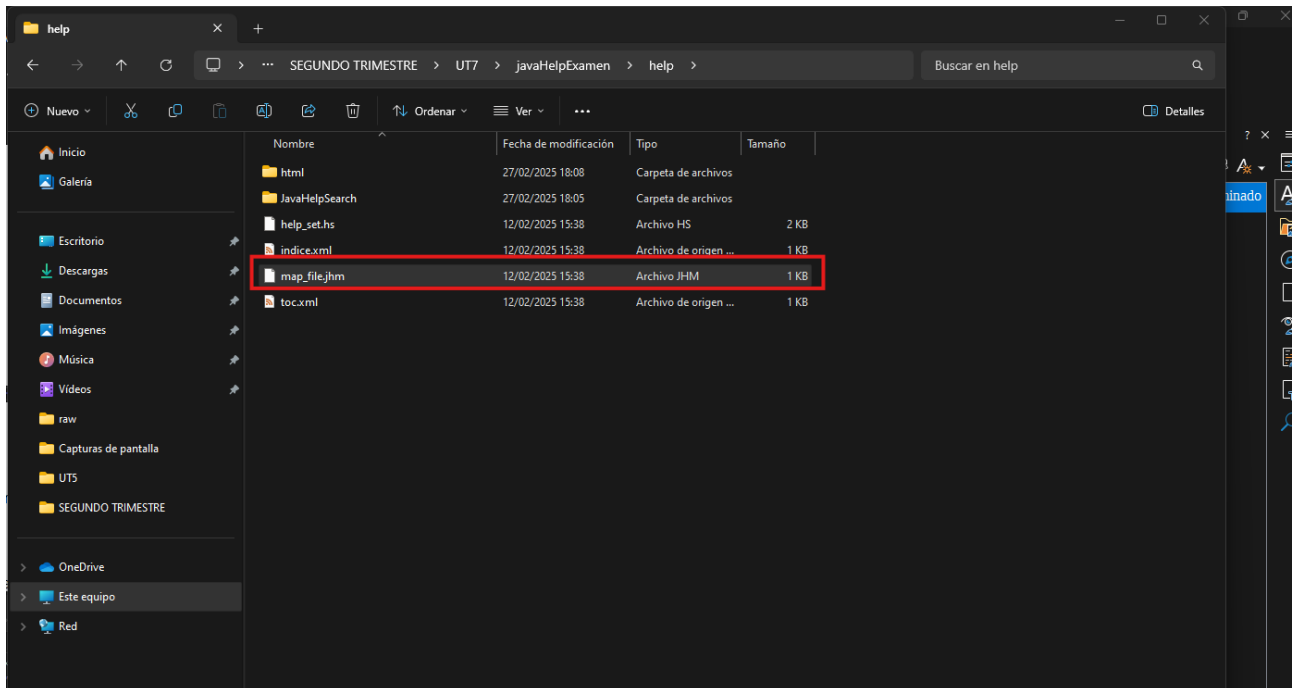 help
SEGUNDO TRIMESTRE > UT7 > javaHelpExamen > help >
Buscar en help
Nuevo
Ordenar
Ver
Detalles
Nombre Fecha de modificación Tipo Tamaño
html 27/02/2025 18:08 Carpeta de archivos
JavaHelpSearch 27/02/2025 18:05 Carpeta de archivos
help_set.hs 12/02/2025 15:38 Archivo HS 2 KB
indice.xml 12/02/2025 15:38 Archivo de origen ... 1 KB
map_file.jhm 12/02/2025 15:38 Archivo JHM 1 KB
toc.xml 12/02/2025 15:38 Archivo de origen ... 1 KB
Inicio
Galería
Escritorio
Descargas
Documentos
Imágenes
Música
Vídeos
raw
Capturas de pantalla
UT5
SEGUNDO TRIMESTRE
OneDrive
Este equipo
Red